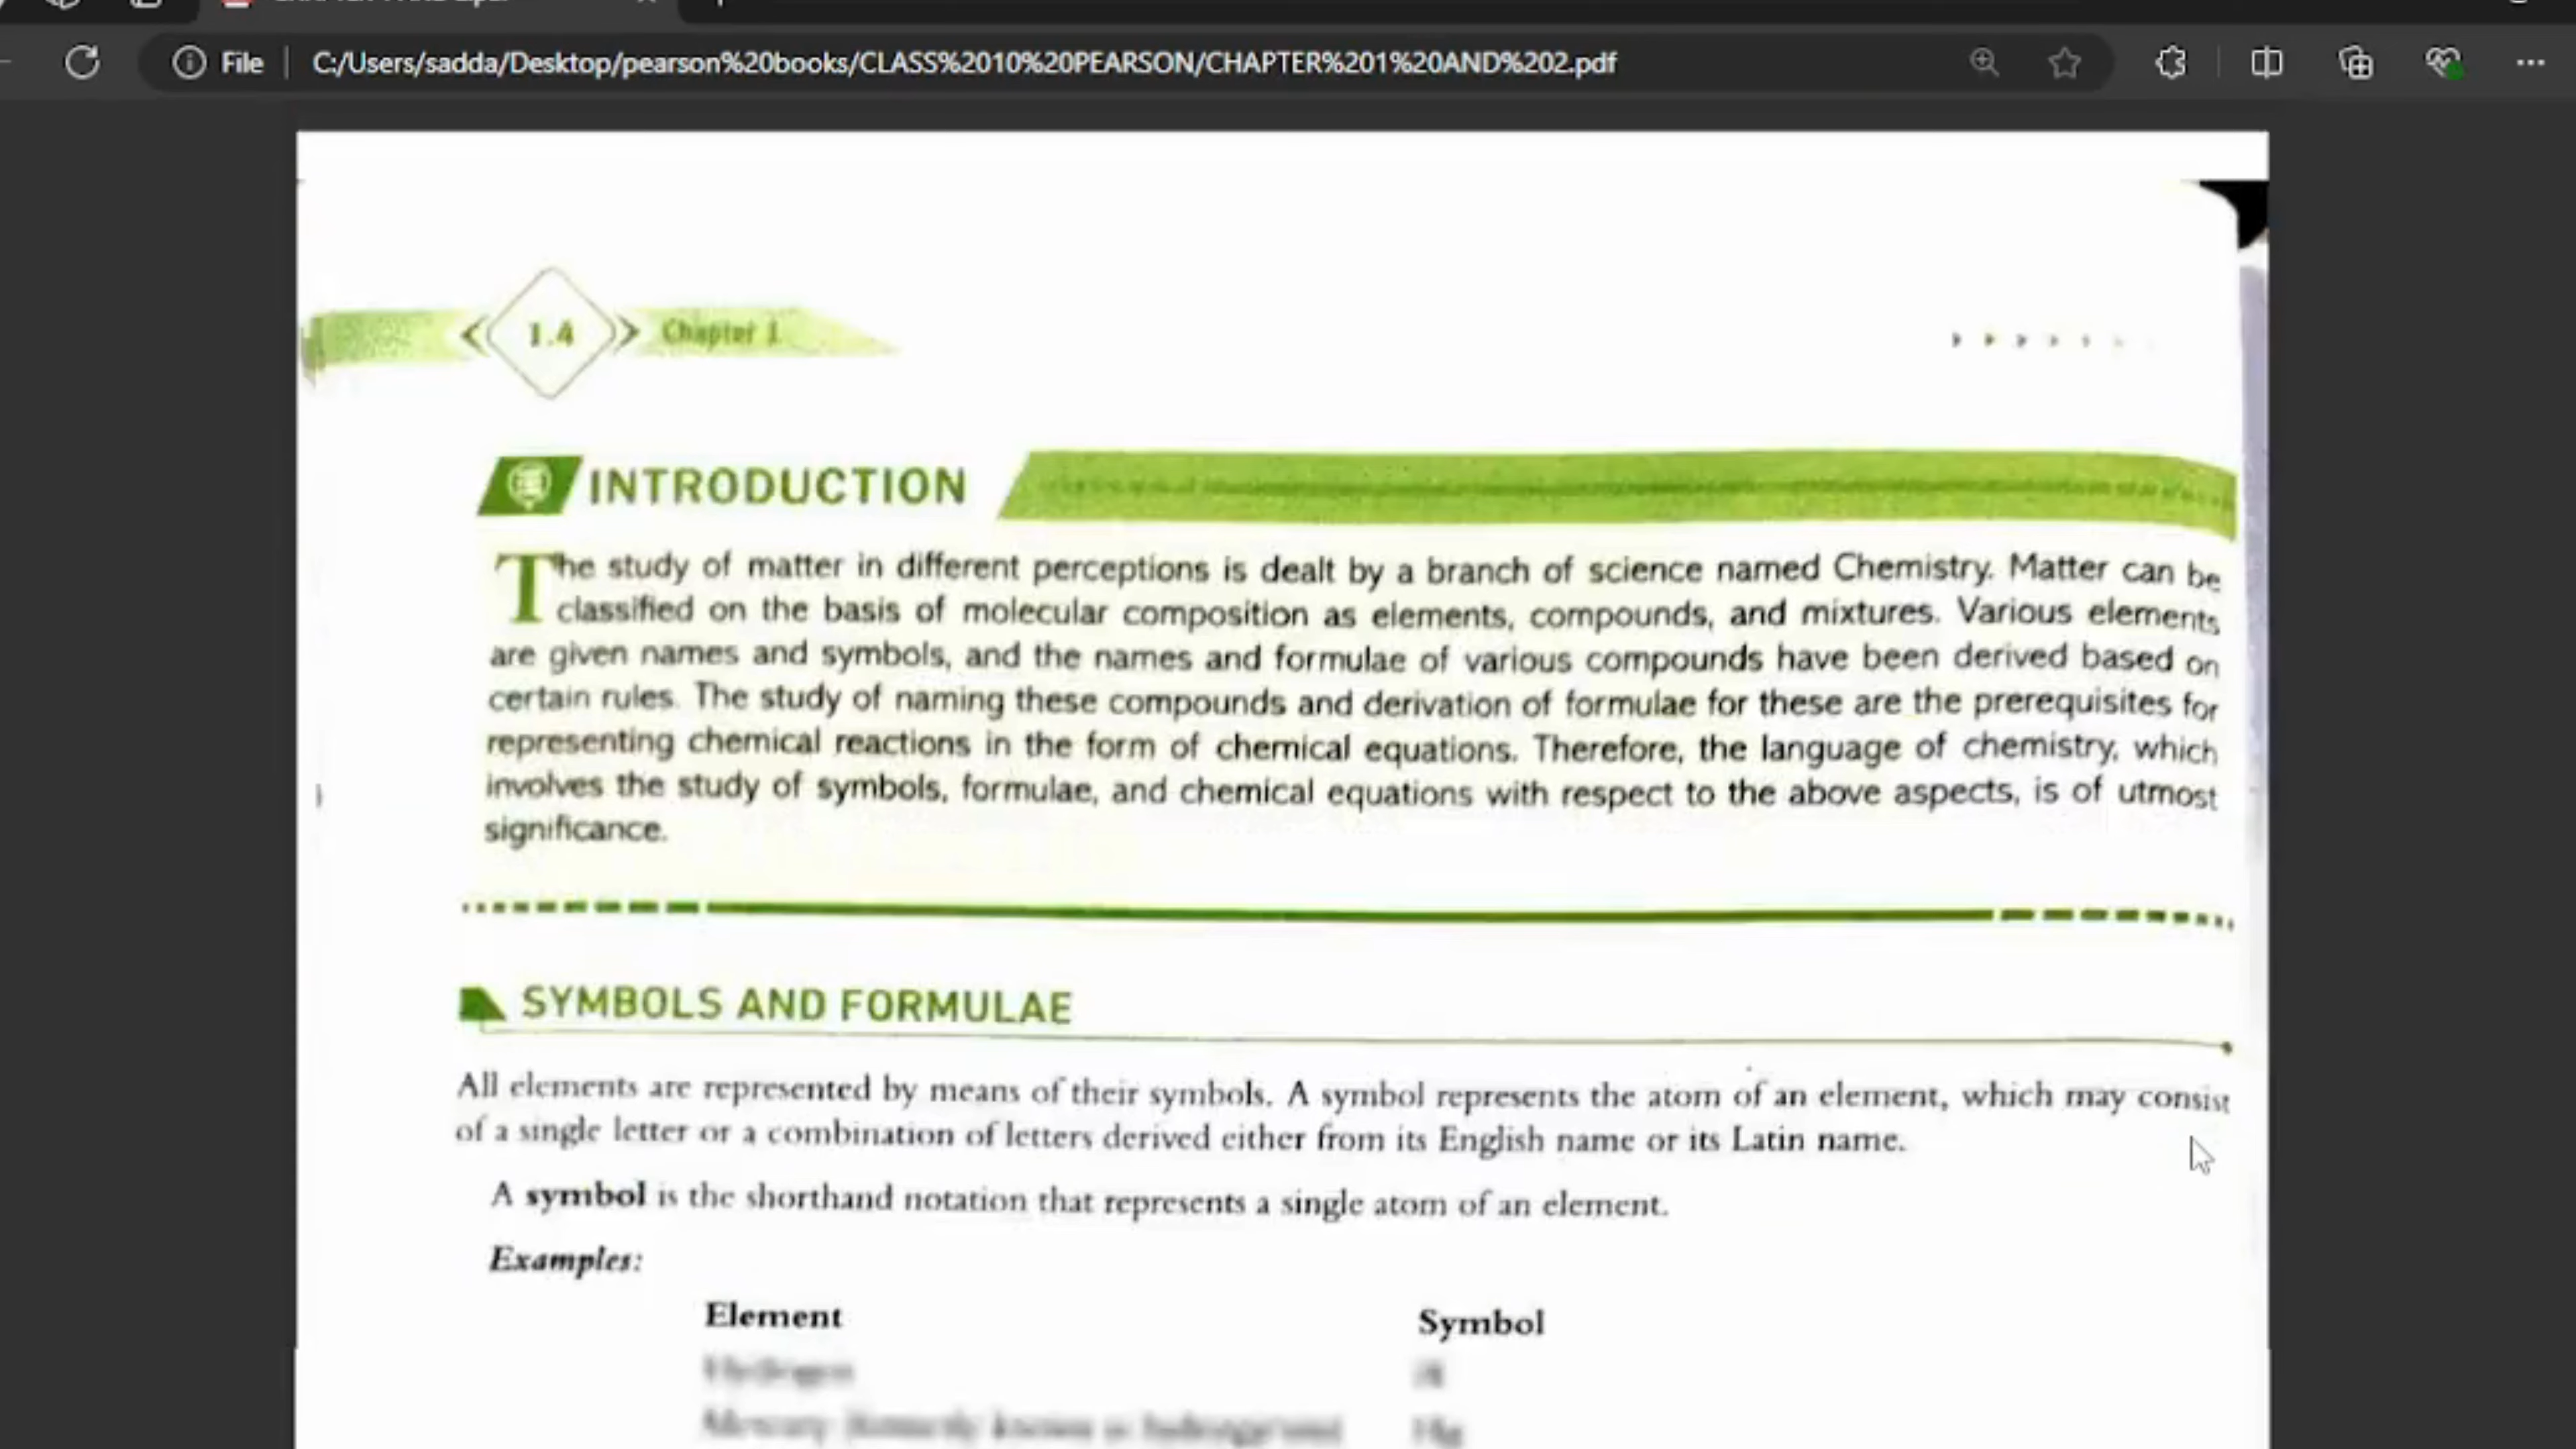 File
C:/Users/sadda/Desktop/pearson%20books/CLASS%2010%20PEARSON/CHAPTER%201%20AND%202.pdf
1.4
Chapter 1
INTRODUCTION
The study of matter in different perceptions is dealt by a branch of science named Chemistry. Matter can be
classified on the basis of molecular composition as elements, compounds, and mixtures. Various elements
are given names and symbols, and the names and formulae of various compounds have been derived based on
certain rules. The study of naming these compounds and derivation of formulae for these are the prerequisites for
representing chemical reactions in the form of chemical equations. Therefore, the language of chemistry, which
involves the study of symbols, formulae, and chemical equations with respect to the above aspects, is of utmost
significance.
SYMBOLS AND FORMULAE
All elements are represented by means of their symbols. A symbol represents the atom of an element, which may consist
of a single letter or a combination of letters derived either from its English name or its Latin name.
A symbol is the shorthand notation that represents a single atom of an element.
Examples:
Element Symbol
Hydrogen
Mercury